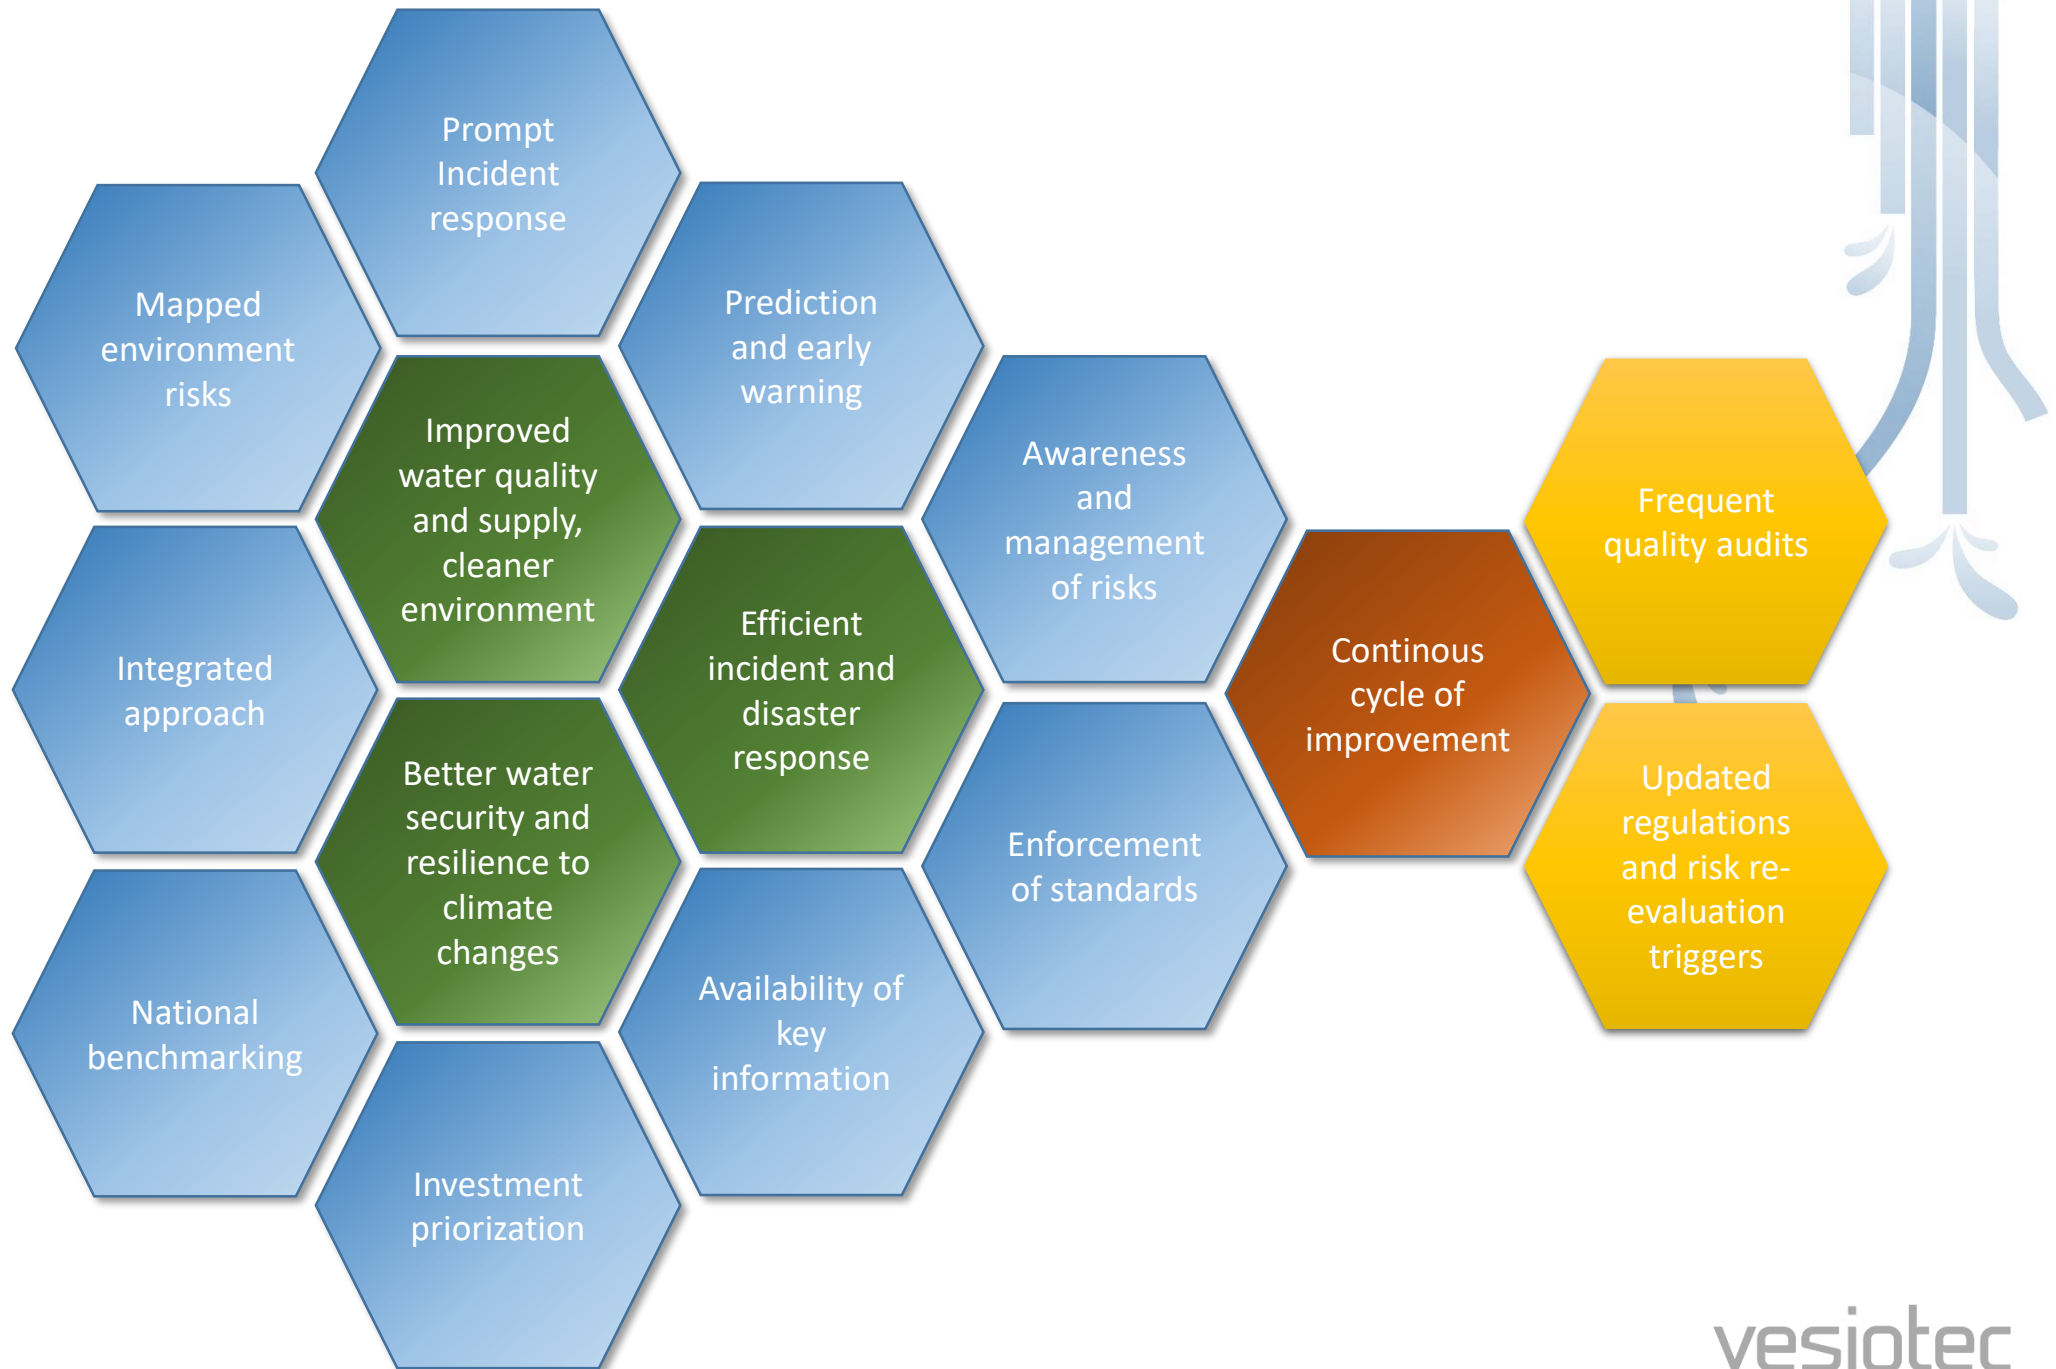 Prompt
Incident
response
Mapped
environment
risks
Prediction
and early
warning
Improved
water quality
and supply,
cleaner
environment
Awareness
and
management
of risks
Frequent
quality audits
Integrated
approach
Efficient
incident and
disaster
response
Continous
cycle of
improvement
Better water
security and
resilience to
climate
changes
Enforcement
of standards
Updated
regulations
and risk re-
evaluation
triggers
National
benchmarking
Availability of
key
information
Investment
priorization
vesiotec